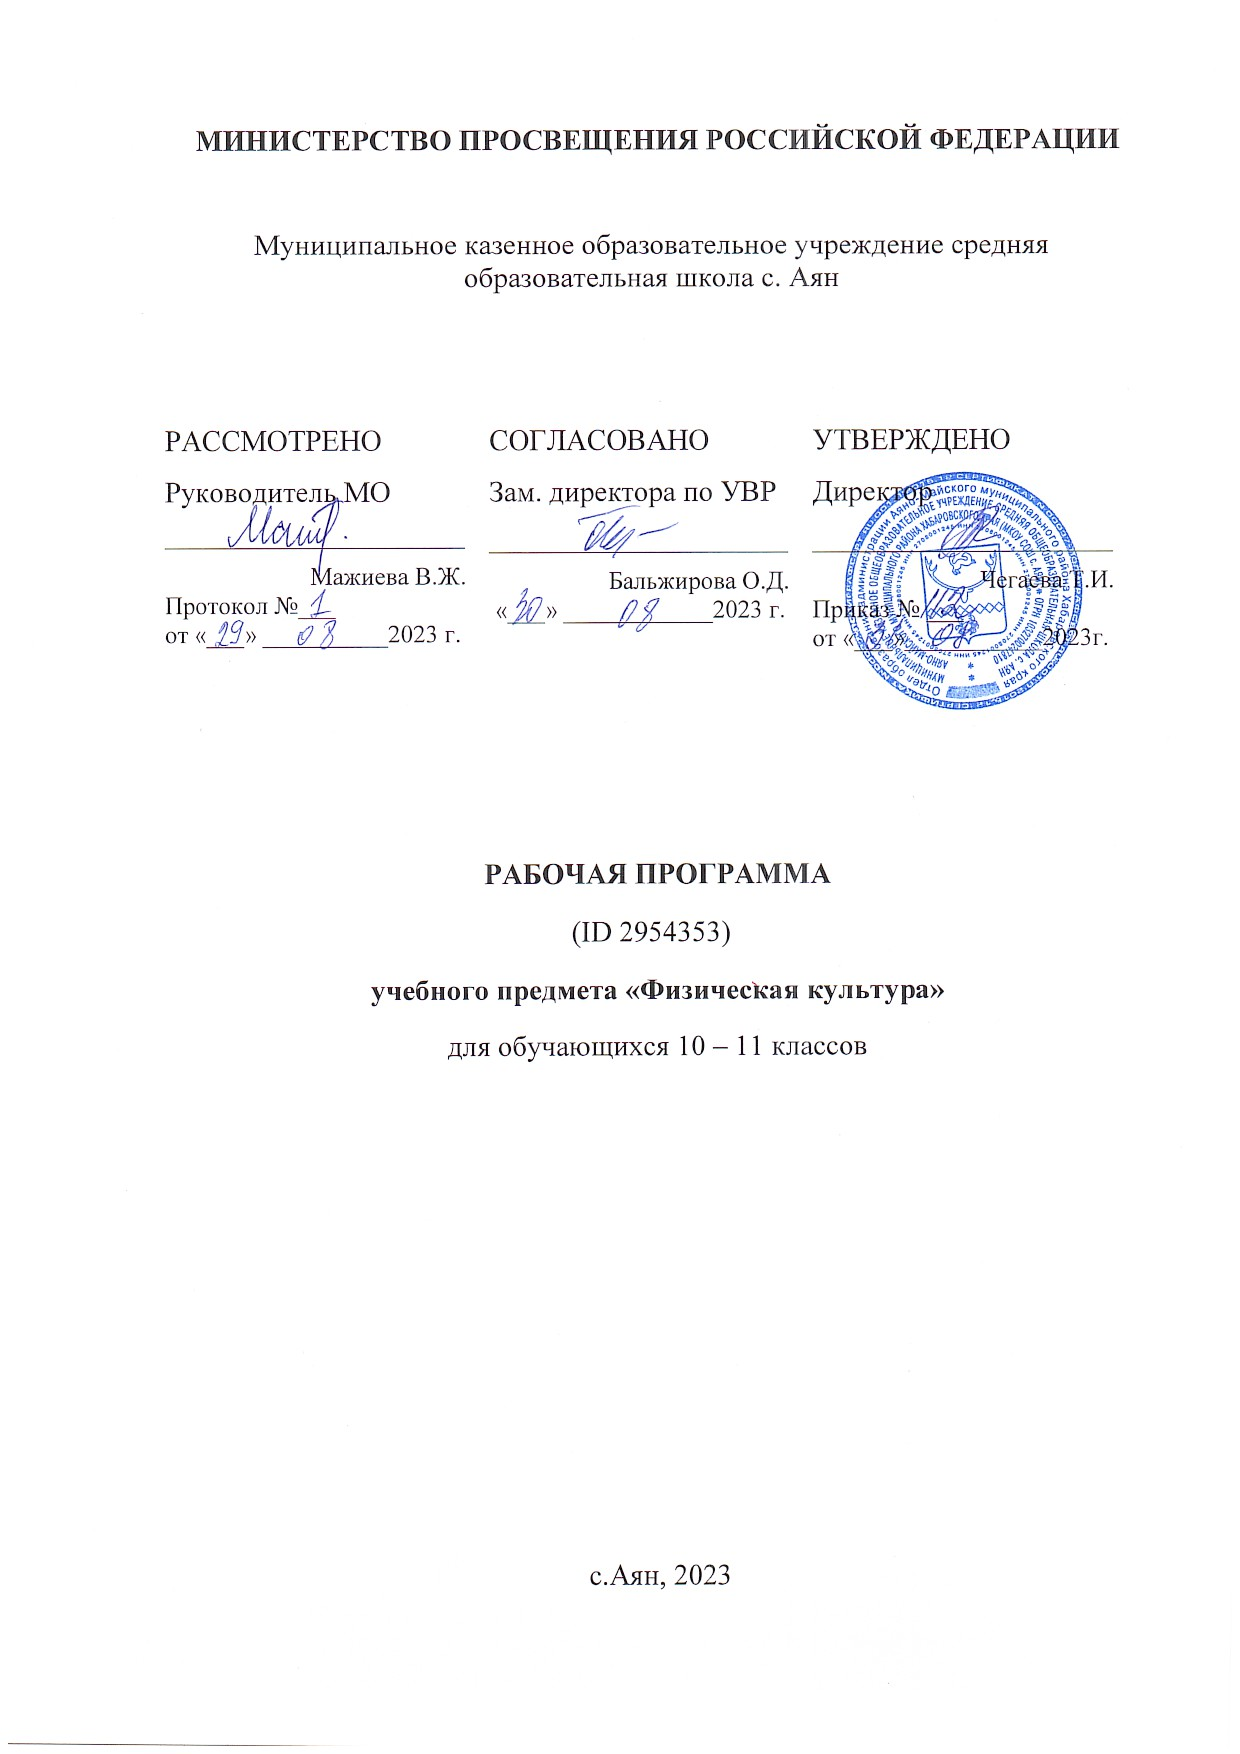 МИНИСТЕРСТВО ПРОСВЕЩЕНИЯ РОССИЙСКОЙ ФЕДЕРАЦИИ
Муниципальное казенное образовательное учреждение средняя
образовательная школа с. Аян
РАССМОТРЕНО
Руководитель МО
Мажиева В.Ж.
Протокол № 1
от «29» 08 2023 г.
СОГЛАСОВАНО
Зам. директора по УВР
Бальжирова О.Д.
«30» 08 2023 г.
УТВЕРЖДЕНО
Директор
Чегаева Т.И.
Приказ №
от « » 08 2023г.
РАБОЧАЯ ПРОГРАММА
(ID 2954353)
учебного предмета «Физическая культура»
для обучающихся 10 – 11 классов
с.Аян, 2023